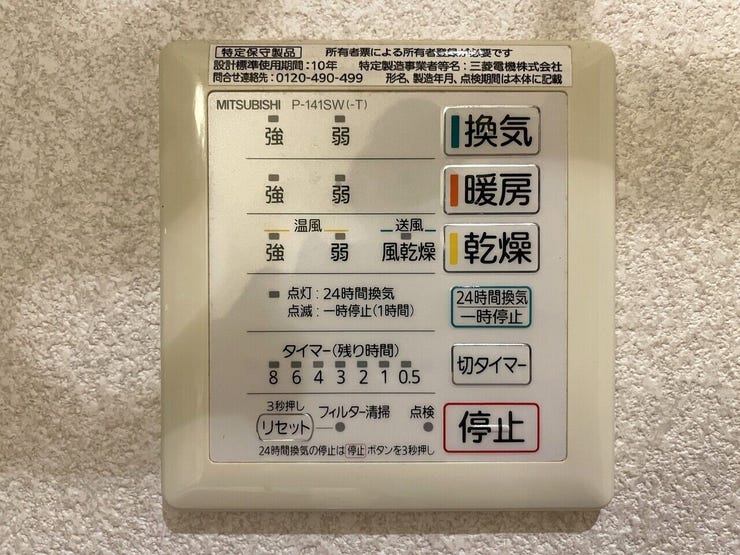 特定保守製品 所有者票による所有者登録が必要です
設計標準使用期間:10年 特定製造事業者等名:三菱電機株式会社
問合せ連絡先:0120-490-499 形名、製造年月、点検期間は本体に記載
MITSUBISHI P-141SW(-T)
強 弱 換気
強 弱 暖房
温風 送風
強 弱 風乾燥 乾燥
点灯:24時間換気
点滅:一時停止(1時間)
24時間換気
一時停止
タイマー(残り時間)
8 6 4 3 2 1 0.5
切タイマー
3秒押し
リセット フィルター清掃 点検
停止
24時間換気の停止は停止ボタンを3秒押し